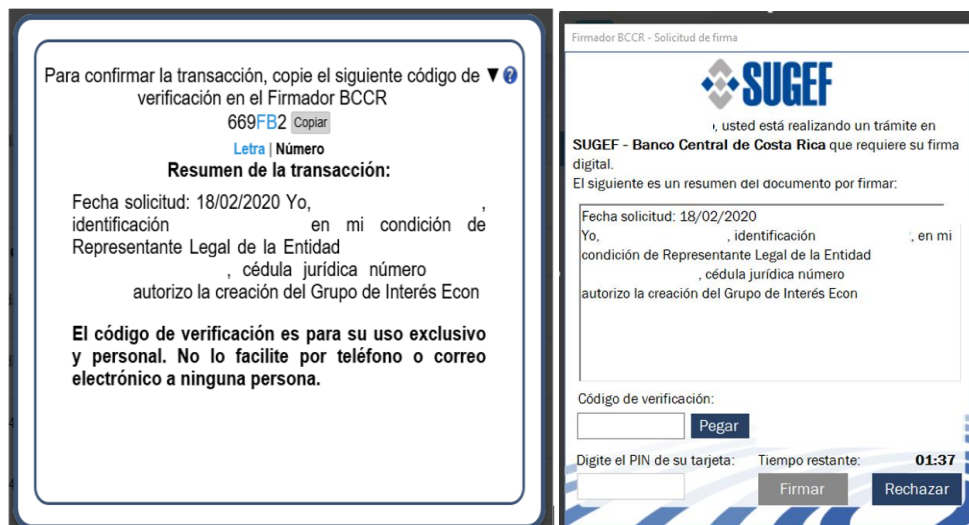 Para confirmar la transacción, copie el siguiente código de ▼ ?
verificación en el Firmador BCCR
669FB2 Copiar
Letra | Número
Resumen de la transacción:
Fecha solicitud: 18/02/2020 Yo, ,
identificación en mi condición de
Representante Legal de la Entidad
, cédula jurídica número
autorizo la creación del Grupo de Interés Econ
El código de verificación es para su uso exclusivo
y personal. No lo facilite por teléfono o correo
electrónico a ninguna persona.
Firmador BCCR - Solicitud de firma
SUGEF
, usted está realizando un trámite en
SUGEF - Banco Central de Costa Rica que requiere su firma
digital.
El siguiente es un resumen del documento por firmar:
Fecha solicitud: 18/02/2020
Yo, , identificación , en mi
condición de Representante Legal de la Entidad
, cédula jurídica número
autorizo la creación del Grupo de Interés Econ
Código de verificación:
Pegar
Digite el PIN de su tarjeta: Tiempo restante: 01:37
Firmar Rechazar